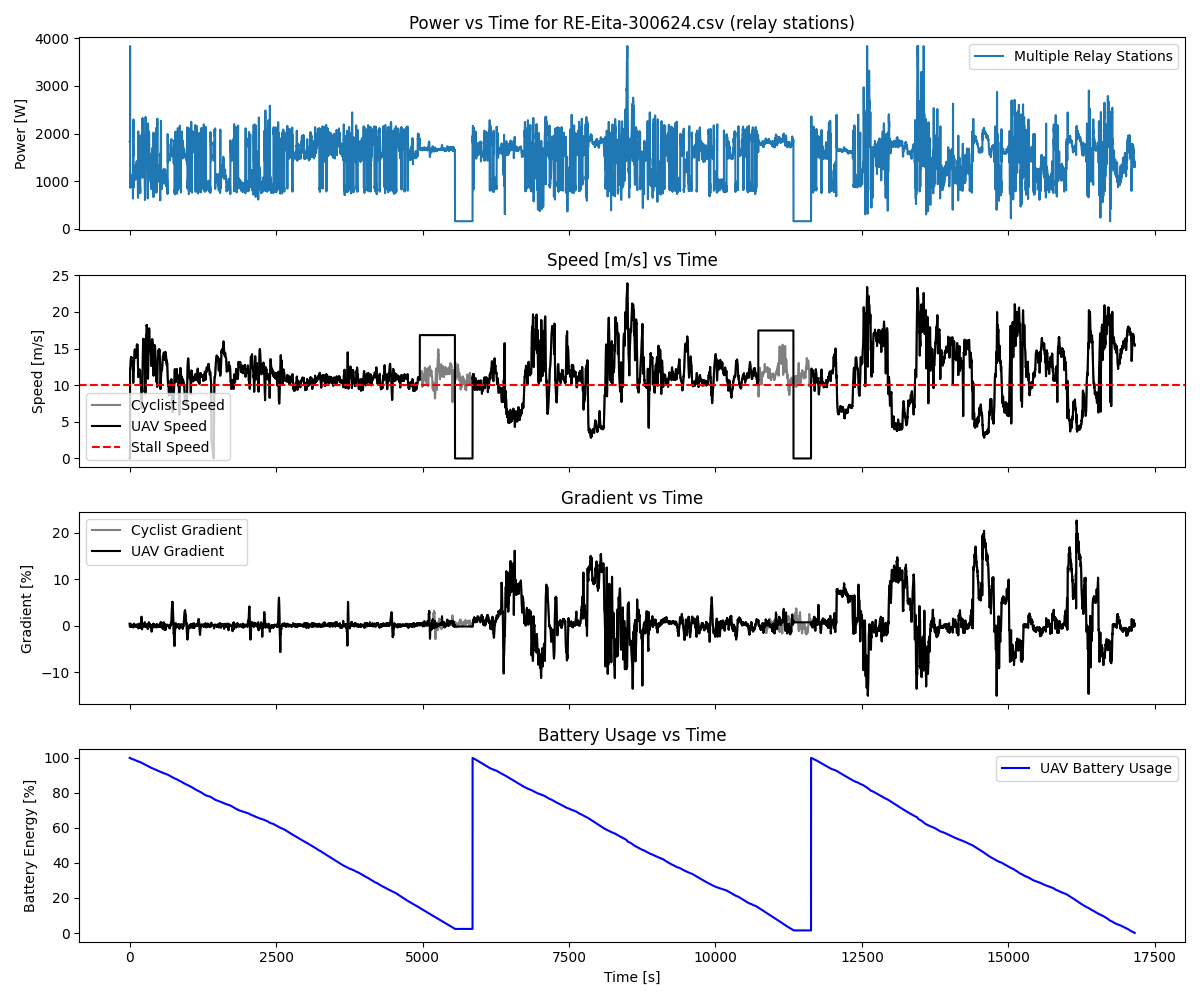 Power vs Time for RE-Eita-300624.csv (relay stations)
4000
3000
2000
1000
0
Power [W]
Multiple Relay Stations
Speed [m/s] vs Time
25
20
15
10
5
0
Speed [m/s]
Cyclist Speed
UAV Speed
Stall Speed
Gradient vs Time
20
10
0
−10
Gradient [%]
Cyclist Gradient
UAV Gradient
Battery Usage vs Time
100
80
60
40
20
0
Battery Energy [%]
UAV Battery Usage
0 2500 5000 7500 10000 12500 15000 17500
Time [s]